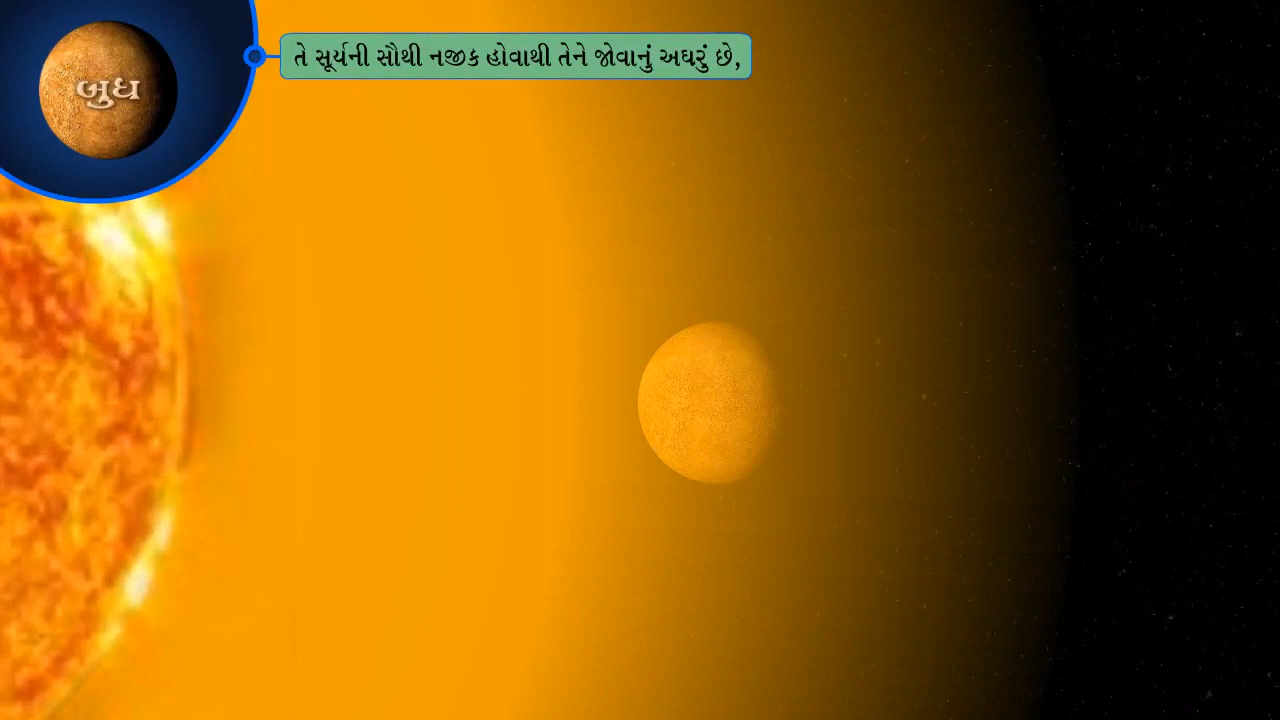 તે સૂર્યની સૌથી નજીક હોવાથી તેને જોવાનું અઘરું છે,
બુધ